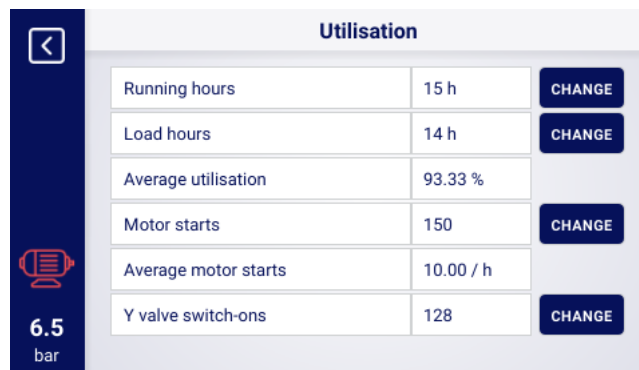 Utilisation
Running hours 15 h CHANGE
Load hours 14 h CHANGE
Average utilisation 93.33 %
Motor starts 150 CHANGE
Average motor starts 10.00 / h
Y valve switch-ons 128 CHANGE
6.5
bar